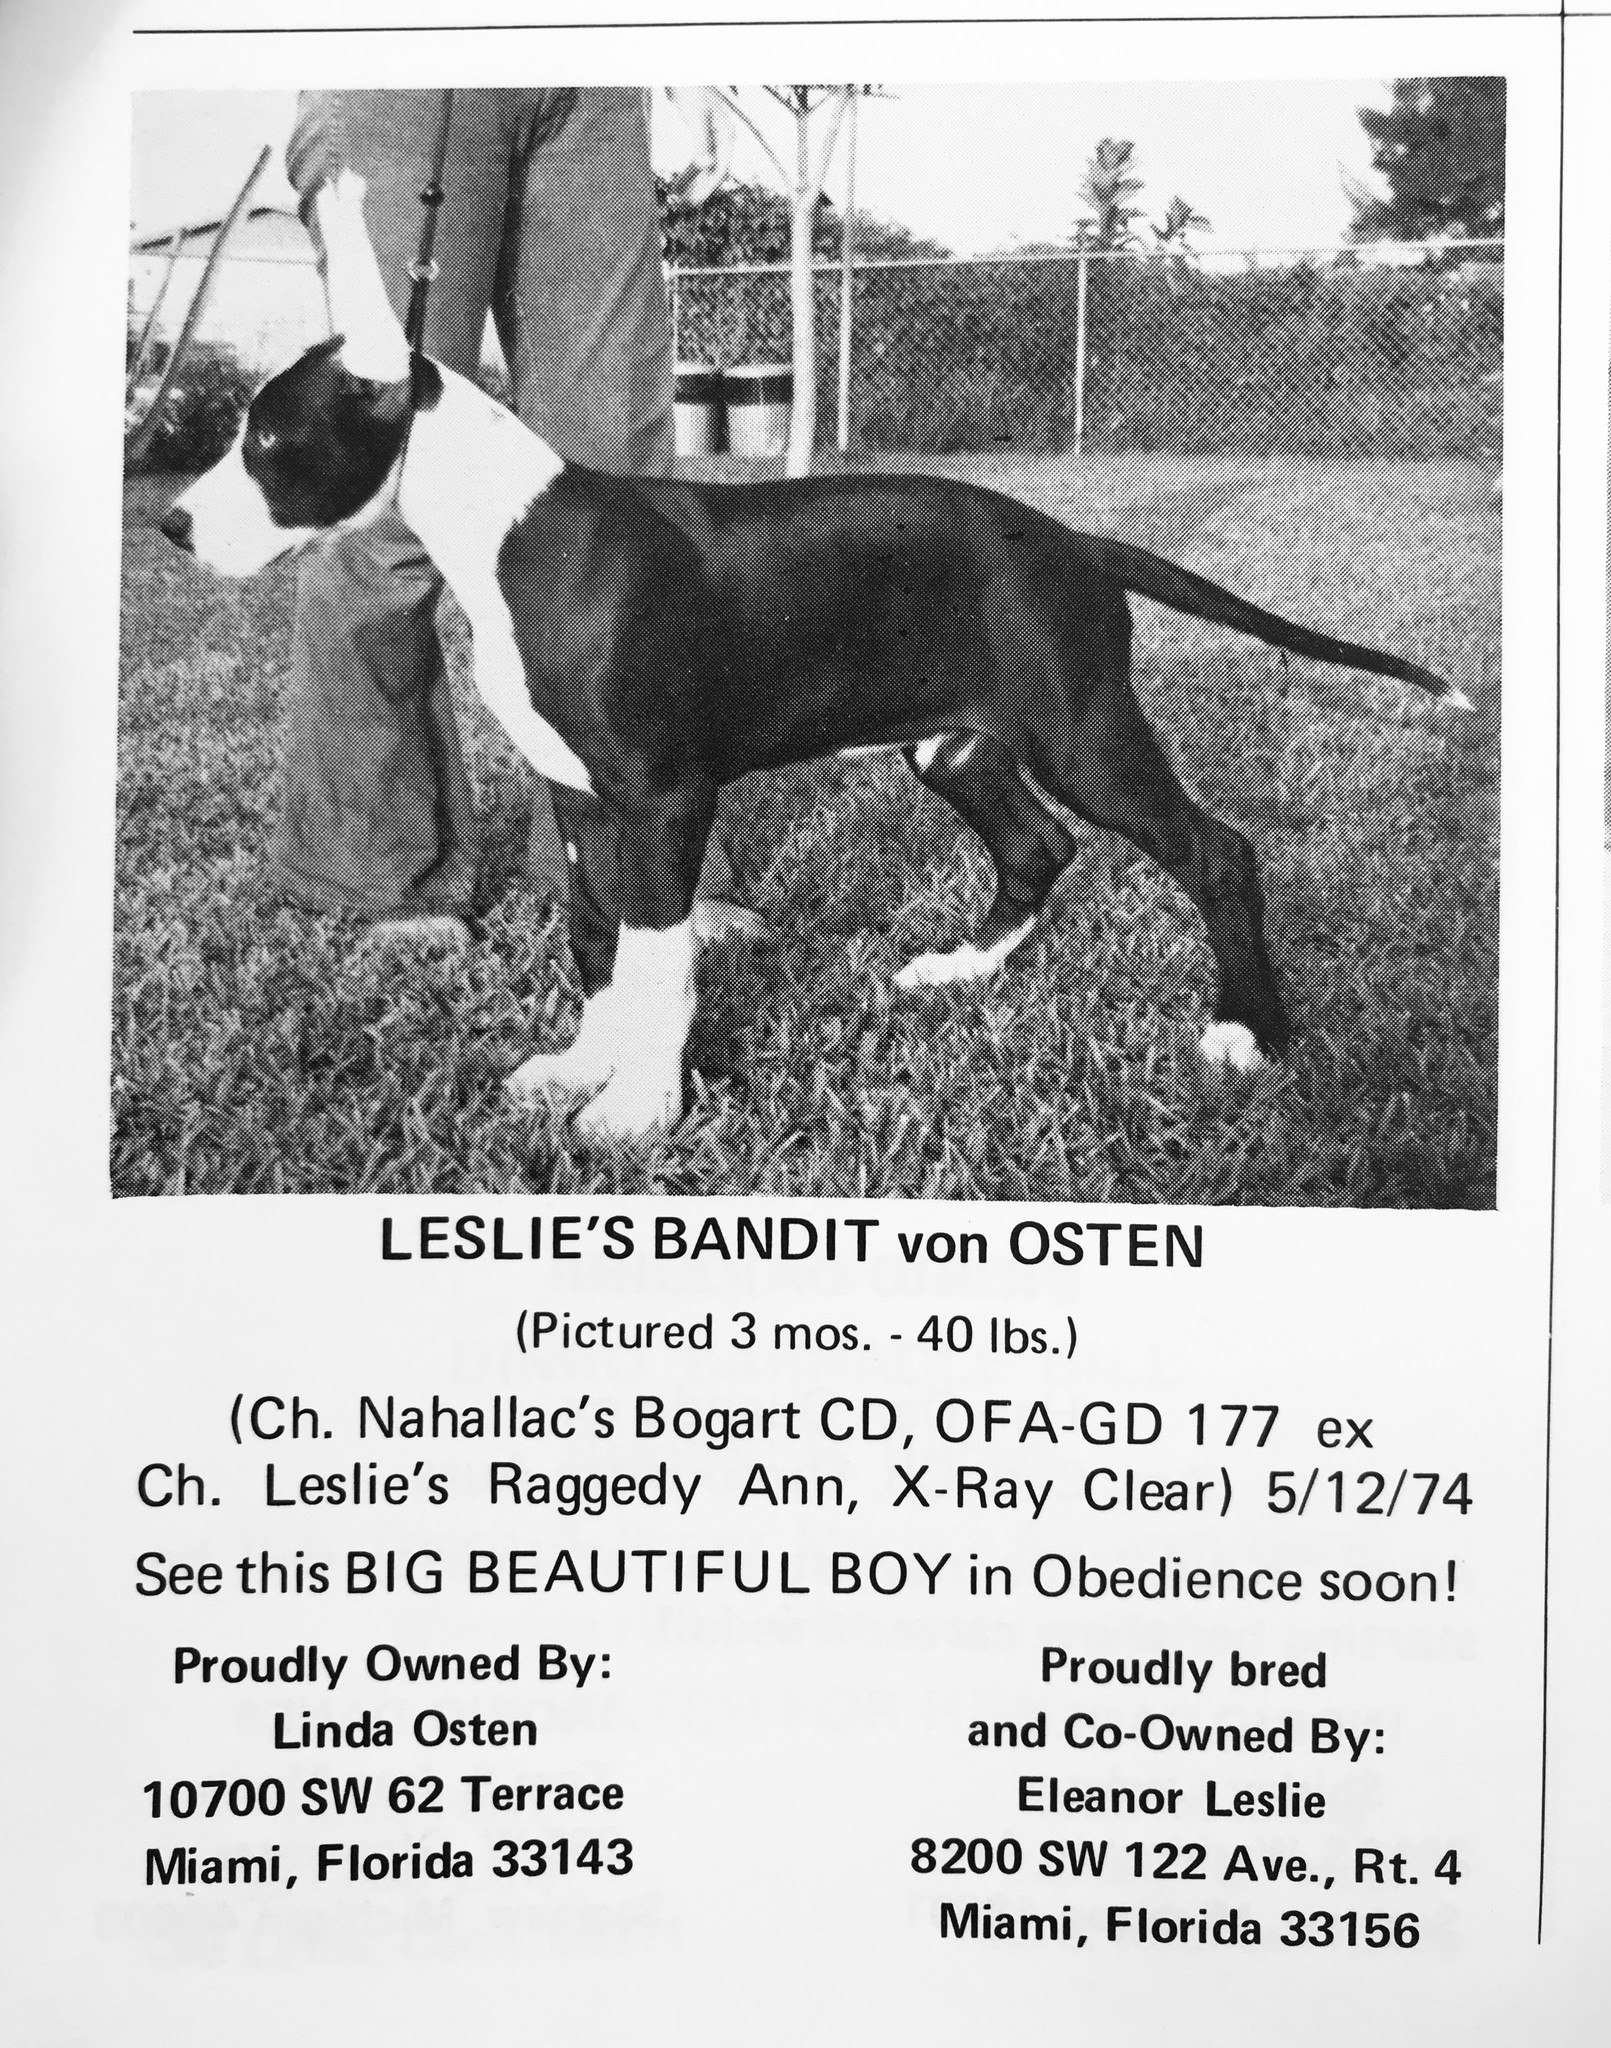 LESLIE'S BANDIT von OSTEN
(Pictured 3 mos. - 40 lbs.)
(Ch. Nahallac's Bogart CD, OFA-GD 177 ex
Ch. Leslie's Raggedy Ann, X-Ray Clear) 5/12/74
See this BIG BEAUTIFUL BOY in Obedience soon!
Proudly Owned By:
Linda Osten
10700 SW 62 Terrace
Miami, Florida 33143
Proudly bred
and Co-Owned By:
Eleanor Leslie
8200 SW 122 Ave., Rt. 4
Miami, Florida 33156